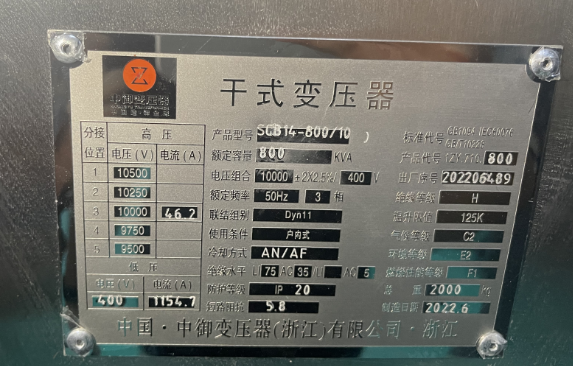 中御变压器
干式变压器
分接位置 高压
电压(V) 电流(A)
1 10500
2 10250
3 10000 46.2
4 9750
5 9500
低压
电压(V) 电流(A)
400 1154.7
产品型号 SCB14-800/10
额定容量 800 KVA
电压组合 10000±2X2.5%/400 V
额定频率 50Hz 3 相
联结组别 Dyn11
使用条件 户内式
冷却方式 AN/AF
绝缘水平 LI 75 AC 35/LI AC 5
防护等级 IP 20
短路阻抗 5.8
标准代号
产品代号 800
出厂序号 202206489
绝缘等级 H
温升限值 125K
气候等级 C2
环境等级 E2
燃烧性能等级 F1
总重 2000 kg
制造日期 2022.6
中国·中御变压器(浙江)有限公司·浙江